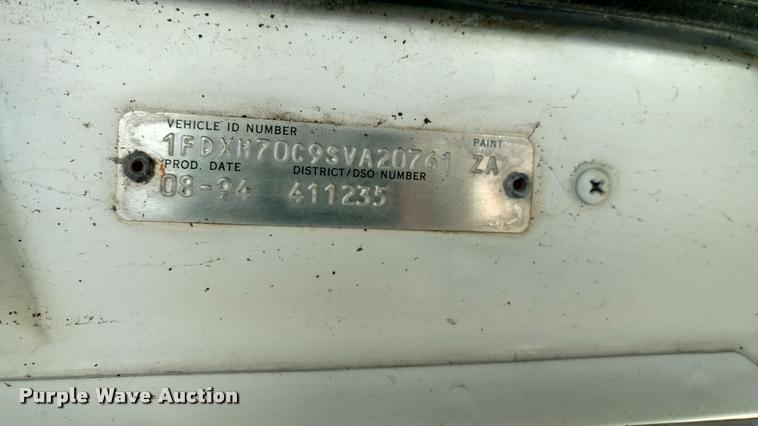 VEHICLE ID NUMBER PAINT
1FDXH70C9SVA20761 ZA
PROD. DATE DISTRICT/DSO NUMBER
08-94 411235
Purple Wave Auction